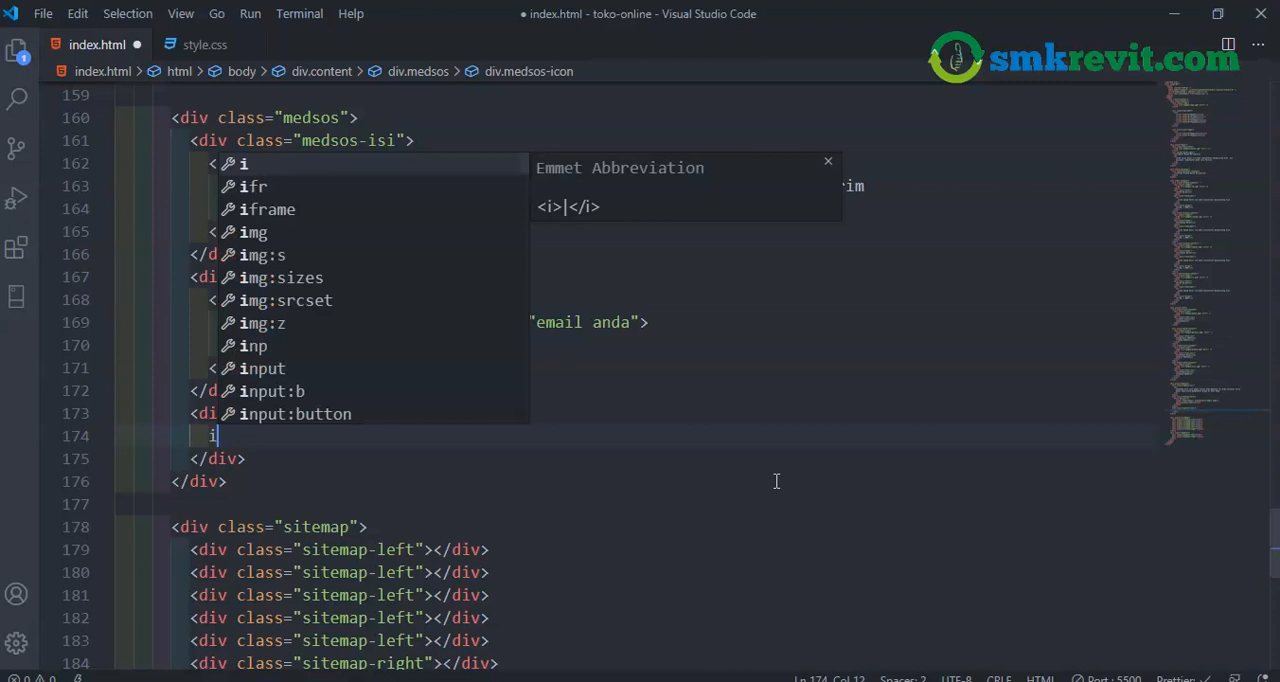 File Edit Selection View Go Run Terminal Help
● index.html - toko-online - Visual Studio Code
index.html ● style.css
smkrevit.com
index.html > html > body > div.content > div.medsos > div.medsos-icon
1
159
160 <div class="medsos">
161 <div class="medsos-isi">
162 <
163 rim
164
165 <
166 </d
167 <di
168 <
169 "email anda">
170
171 <
172 </d
173 <di
174 i
175 </div>
176 </div>
177
178 <div class="sitemap">
179 <div class="sitemap-left"></div>
180 <div class="sitemap-left"></div>
181 <div class="sitemap-left"></div>
182 <div class="sitemap-left"></div>
183 <div class="sitemap-left"></div>
184 <div class="sitemap-right"></div>
i
ifr
iframe
img
img:s
img:sizes
img:srcset
img:z
inp
input
input:b
input:button
Emmet Abbreviation
<i>|</i>
0 0 Ln 174, Col 12 Spaces: 2 UTF-8 CRLF HTML Port : 5500 Prettier